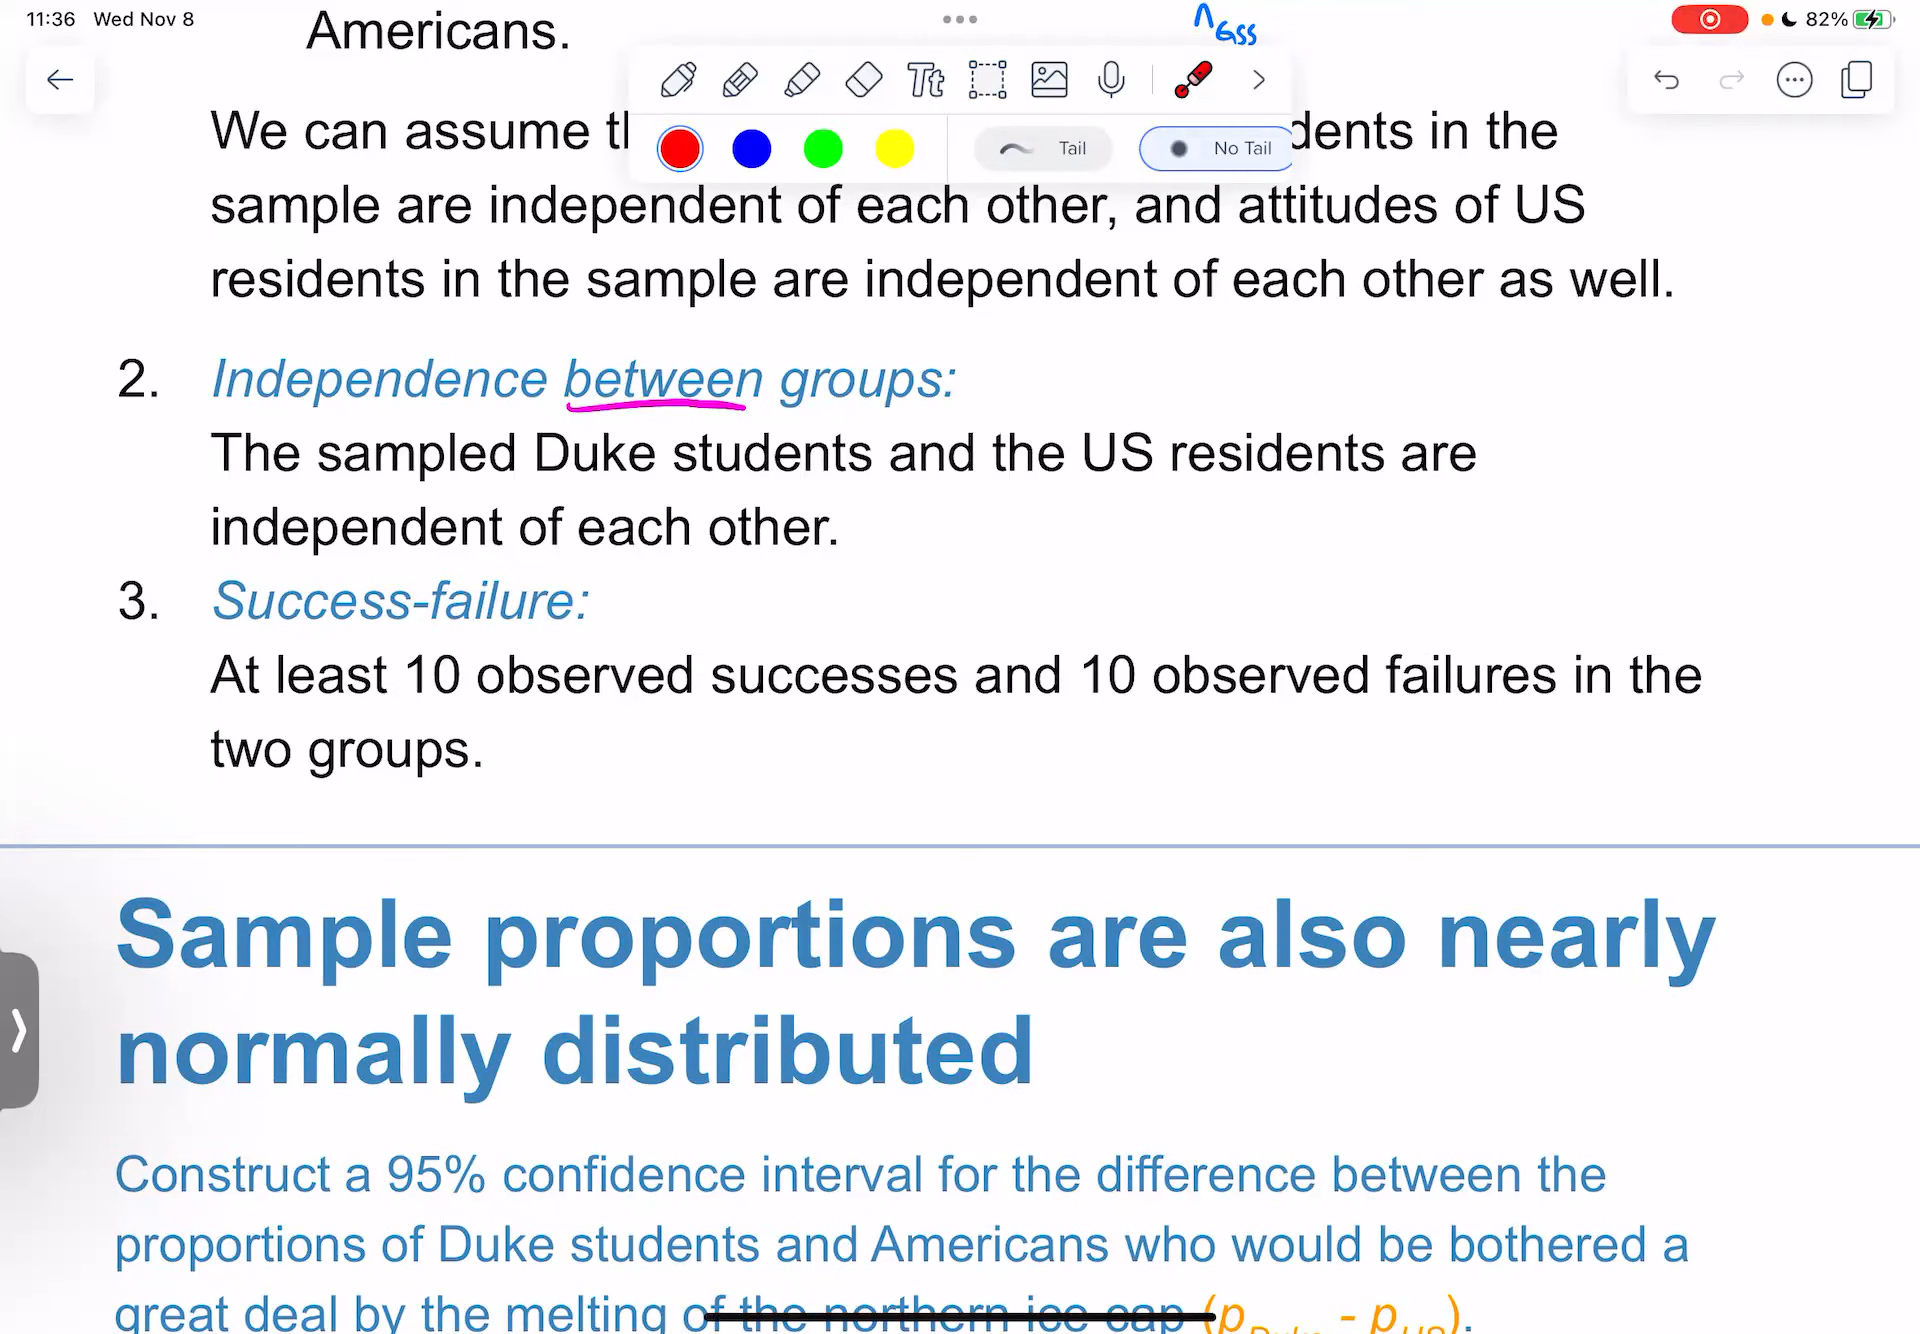 11:36 Wed Nov 8
82%
Americans.
GSS
Tt
We can assume
dents in the
Tail
No Tail
sample are independent of each other, and attitudes of US
residents in the sample are independent of each other as well.
2. Independence between groups:
The sampled Duke students and the US residents are
independent of each other.
3. Success-failure:
At least 10 observed successes and 10 observed failures in the
two groups.
Sample proportions are also nearly
normally distributed
Construct a 95% confidence interval for the difference between the
proportions of Duke students and Americans who would be bothered a
great deal by the melting of the northern ice cap (pDuke - pUS).